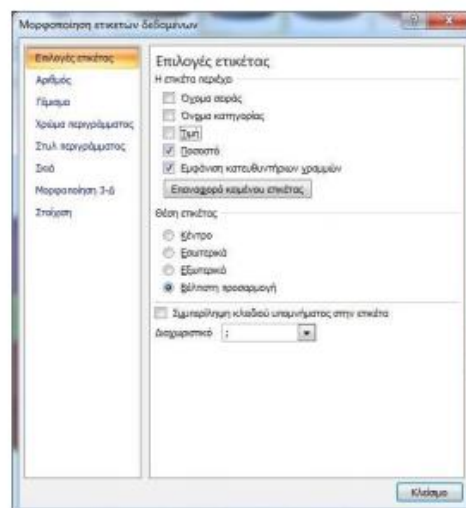 Μορφοποίηση ετικετών δεδομένων
Επιλογές ετικέτας
Αριθμός
Γέμισμα
Χρώμα περιγράμματος
Στυλ περιγράμματος
Σκιά
Μορφοποίηση 3-Δ
Στοίχιση
Επιλογές ετικέτας
Η ετικέτα περιέχει
Όνομα σειράς
Όνομα κατηγορίας
Τιμή
Ποσοστό
Εμφάνιση κατευθυντήριων γραμμών
Επαναφορά κειμένου ετικέτας
Θέση ετικέτας
Κέντρο
Εσωτερικά
Εξωτερικά
Βέλτιστη προσαρμογή
Συμπερίληψη κλειδιού υπομνήματος στην ετικέτα
Διαχωριστικό ;
Κλείσιμο